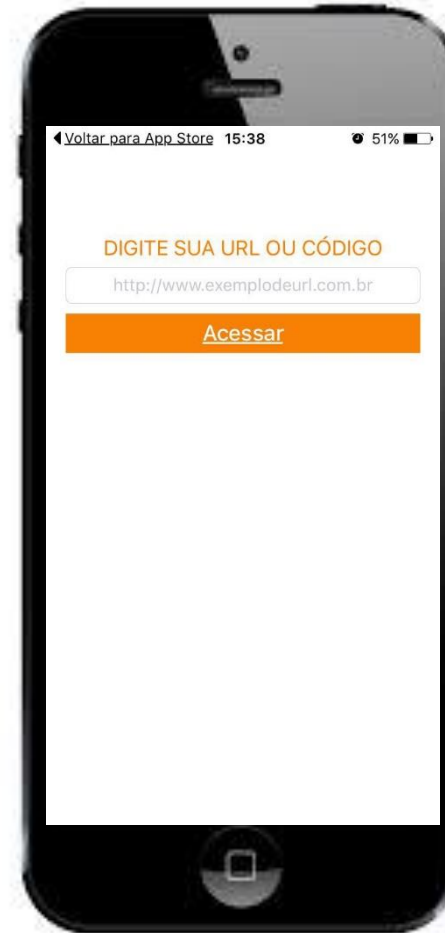 Voltar para App Store 15:38 51%
DIGITE SUA URL OU CÓDIGO
http://www.exemplodeurl.com.br
Acessar